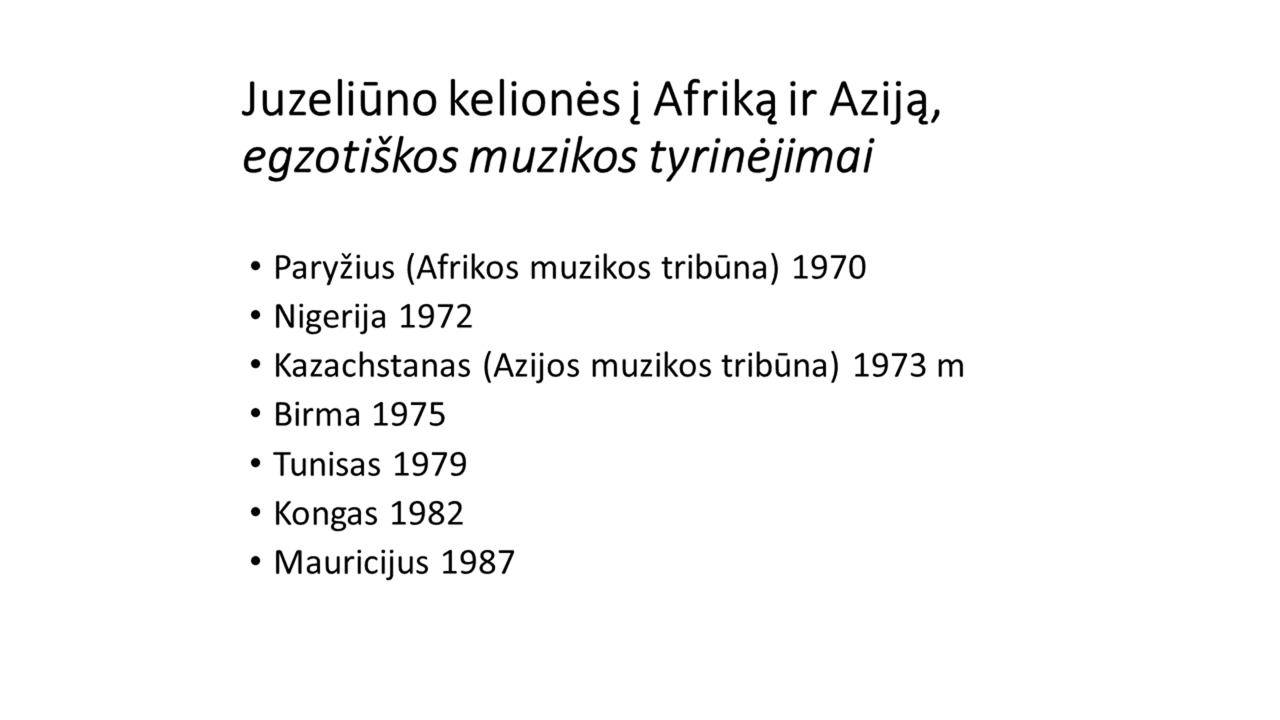 Juzeliūno kelionės į Afriką ir Aziją,
egzotiškos muzikos tyrinėjimai
• Paryžius (Afrikos muzikos tribūna) 1970
• Nigerija 1972
• Kazachstanas (Azijos muzikos tribūna) 1973 m
• Birma 1975
• Tunisas 1979
• Kongas 1982
• Mauricijus 1987